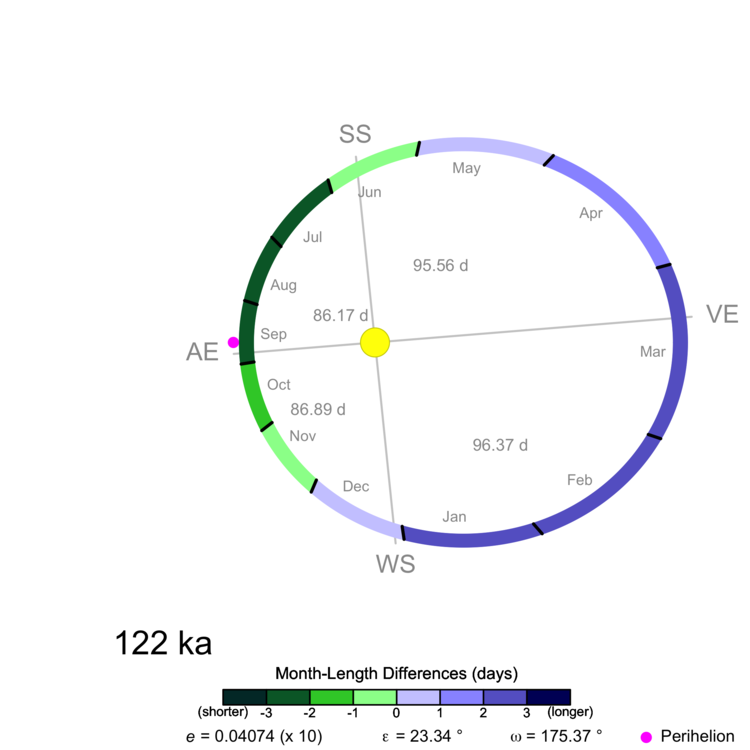 SS
May
Jun
Apr
Jul
95.56 d
Aug
86.17 d
VE
Sep
AE
Mar
Oct
86.89 d
Nov
96.37 d
Feb
Dec
Jan
WS
122 ka
Month-Length Differences (days)
(shorter) -3 -2 -1 0 1 2 3 (longer)
e = 0.04074 (x 10) ε = 23.34 ° ω = 175.37 ° Perihelion